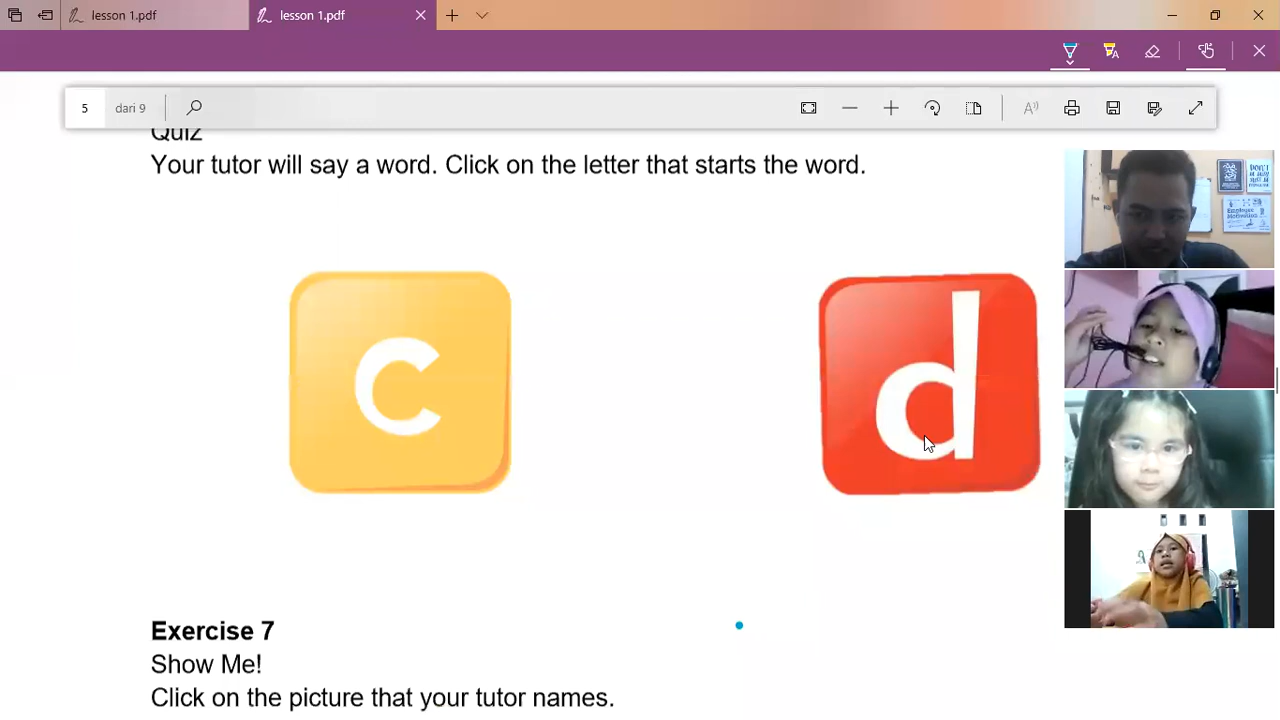 lesson 1.pdf
lesson 1.pdf
5 dari 9
Quiz
Your tutor will say a word. Click on the letter that starts the word.
c
d
Exercise 7
Show Me!
Click on the picture that your tutor names.